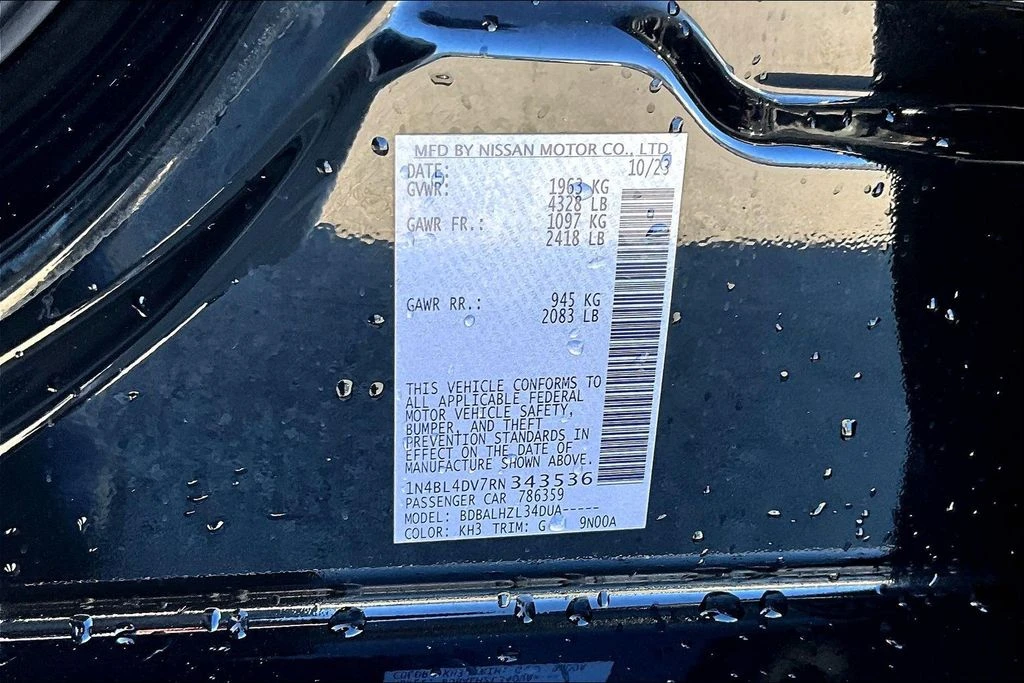 MFD BY NISSAN MOTOR CO., LTD.
DATE: 10/23
GVWR: 1963 KG
4328 LB
GAWR FR.: 1097 KG
2418 LB
GAWR RR.: 945 KG
2083 LB
THIS VEHICLE CONFORMS TO
ALL APPLICABLE FEDERAL
MOTOR VEHICLE SAFETY,
BUMPER, AND THEFT
PREVENTION STANDARDS IN
EFFECT ON THE DATE OF
MANUFACTURE SHOWN ABOVE.
1N4BL4DV7RN343536
PASSENGER CAR 786359
MODEL: BDBALHZL34DUA-----
COLOR: KH3 TRIM: G 9N00A